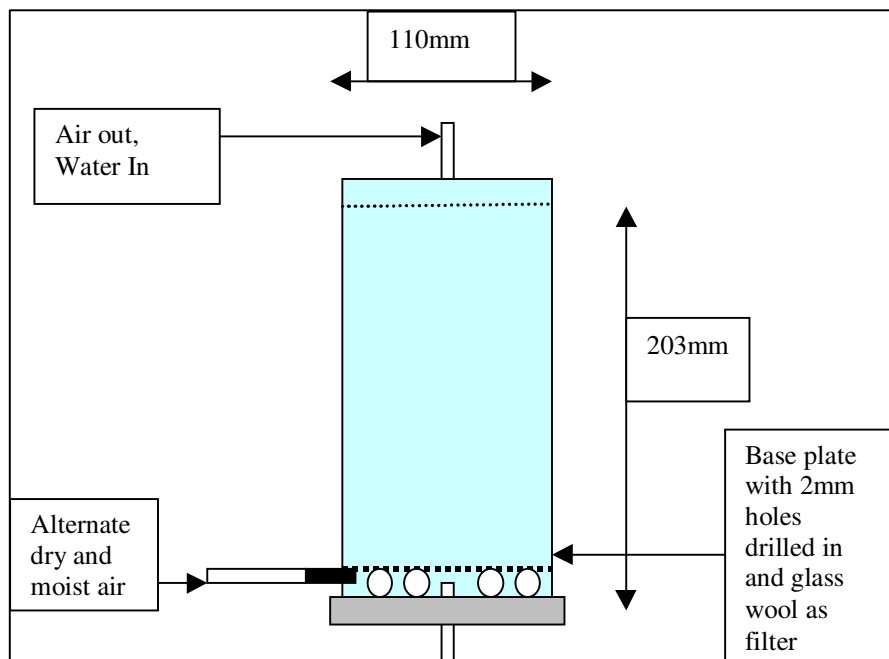 110mm
Air out,
Water In
203mm
Base plate
with 2mm
holes
drilled in
and glass
wool as
filter
Alternate
dry and
moist air